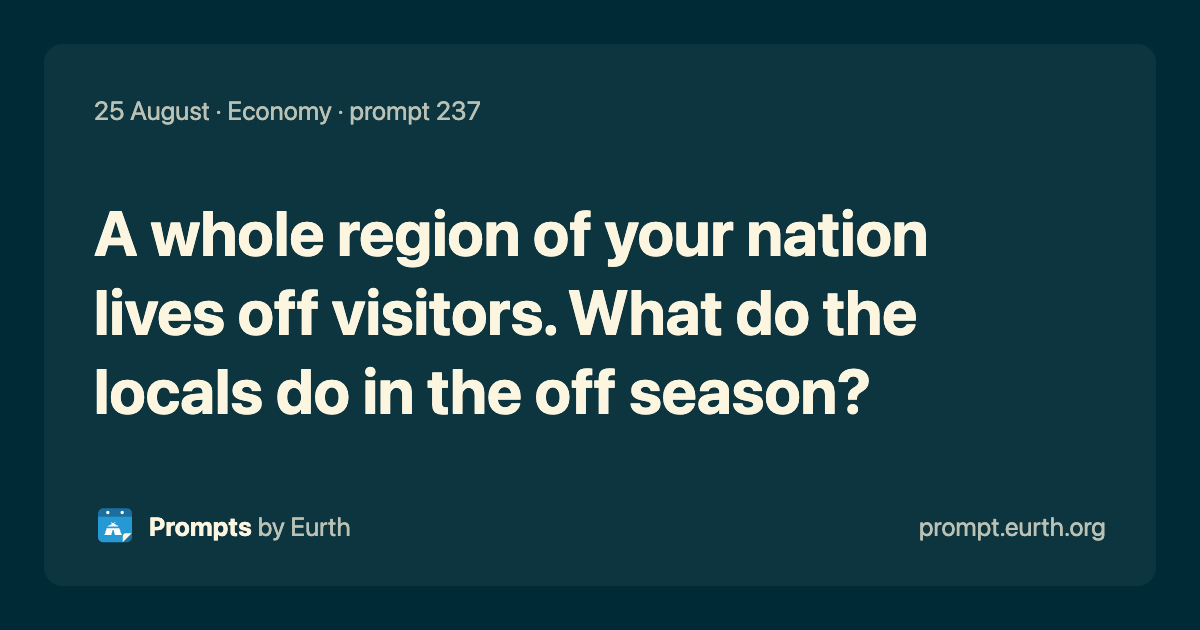 25 August · Economy · prompt 237
A whole region of your nation
lives off visitors. What do the
locals do in the off season?
Prompts by Eurth
prompt.eurth.org